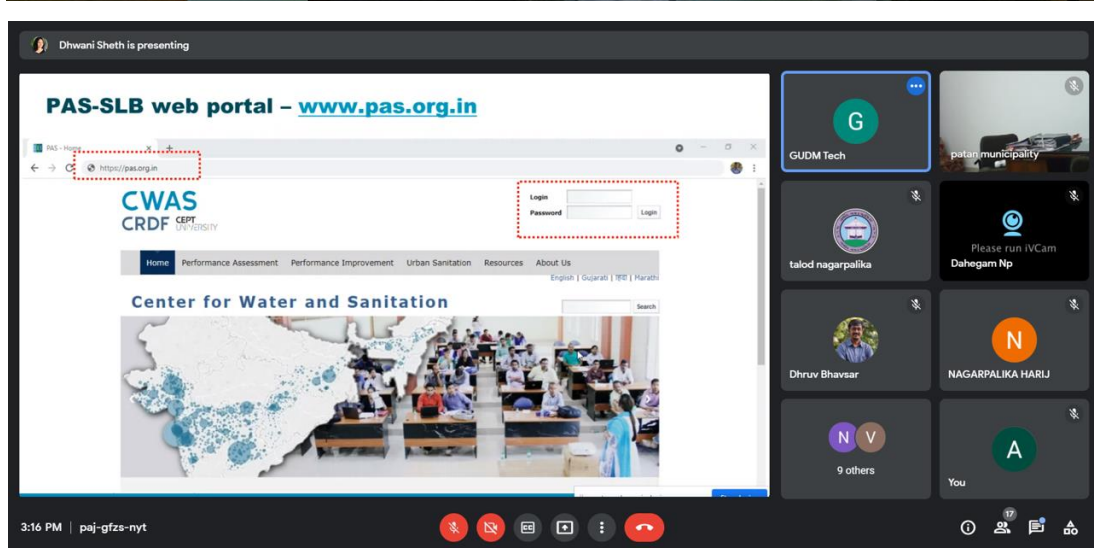 Dhwani Sheth is presenting
PAS-SLB web portal – www.pas.org.in
PAS - Home
https://pas.org.in
CWAS
CRDF CEPT UNIVERSITY
Login
Password
Login
Home Performance Assessment Performance Improvement Urban Sanitation Resources About Us
English | Gujarati | हिंदी | Marathi
Center for Water and Sanitation
Search
G
GUDM Tech
patan municipality
talod nagarpalika
Please run iVCam
Dahegam Np
Dhruv Bhavsar
N
NAGARPALIKA HARIJ
N V
9 others
A
You
3:16 PM | paj-gfzs-nyt
CC
17